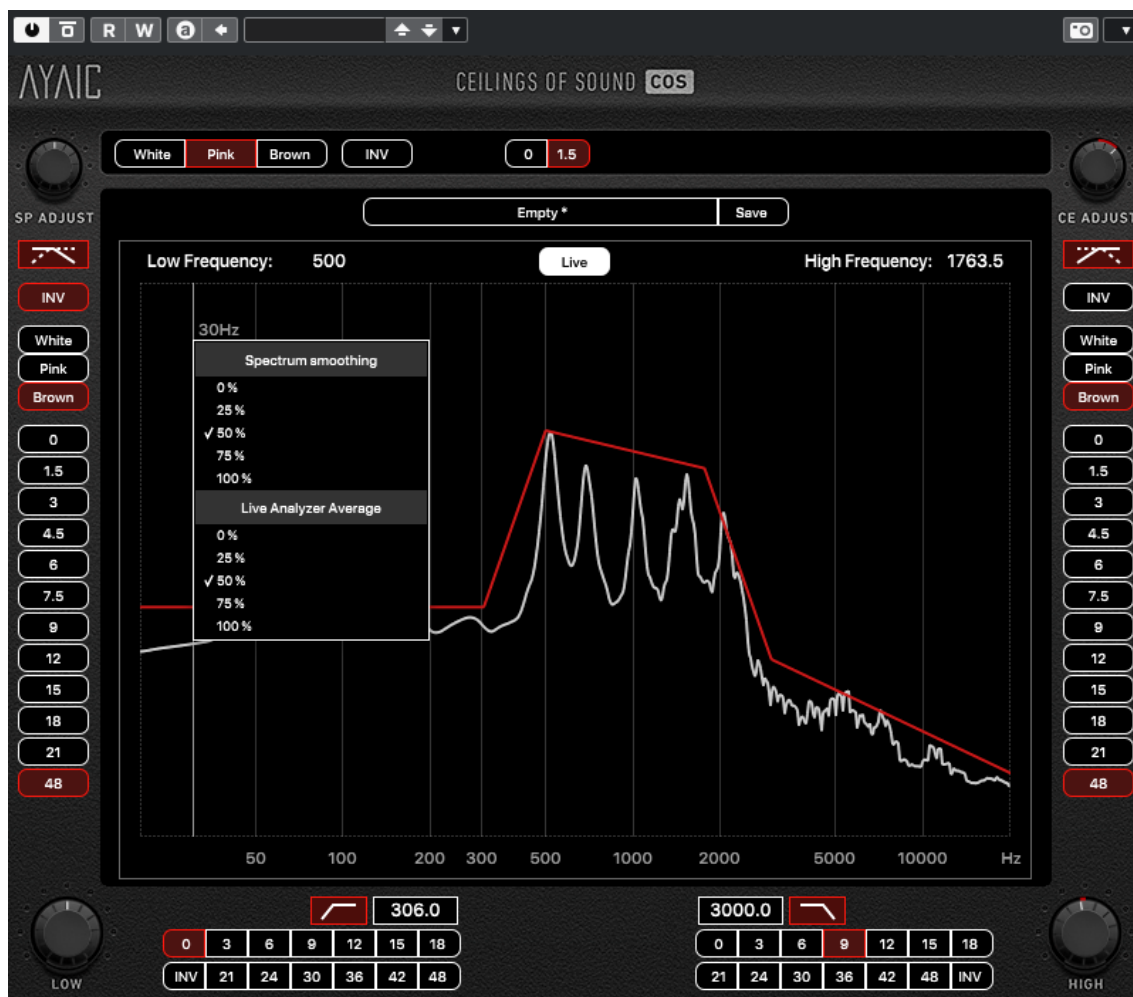 R W a
AYAIC
CEILINGS OF SOUND COS
White Pink Brown INV 0 1.5
SP ADJUST
CE ADJUST
Empty * Save
Low Frequency: 500 Live High Frequency: 1763.5
30Hz
Spectrum smoothing
0 %
25 %
✓ 50 %
75 %
100 %
Live Analyzer Average
0 %
25 %
✓ 50 %
75 %
100 %
50 100 200 300 500 1000 2000 5000 10000 Hz
INV
White
Pink
Brown
0
1.5
3
4.5
6
7.5
9
12
15
18
21
48
INV
White
Pink
Brown
0
1.5
3
4.5
6
7.5
9
12
15
18
21
48
306.0
0 3 6 9 12 15 18
INV 21 24 30 36 42 48
LOW
3000.0
0 3 6 9 12 15 18
21 24 30 36 42 48 INV
HIGH